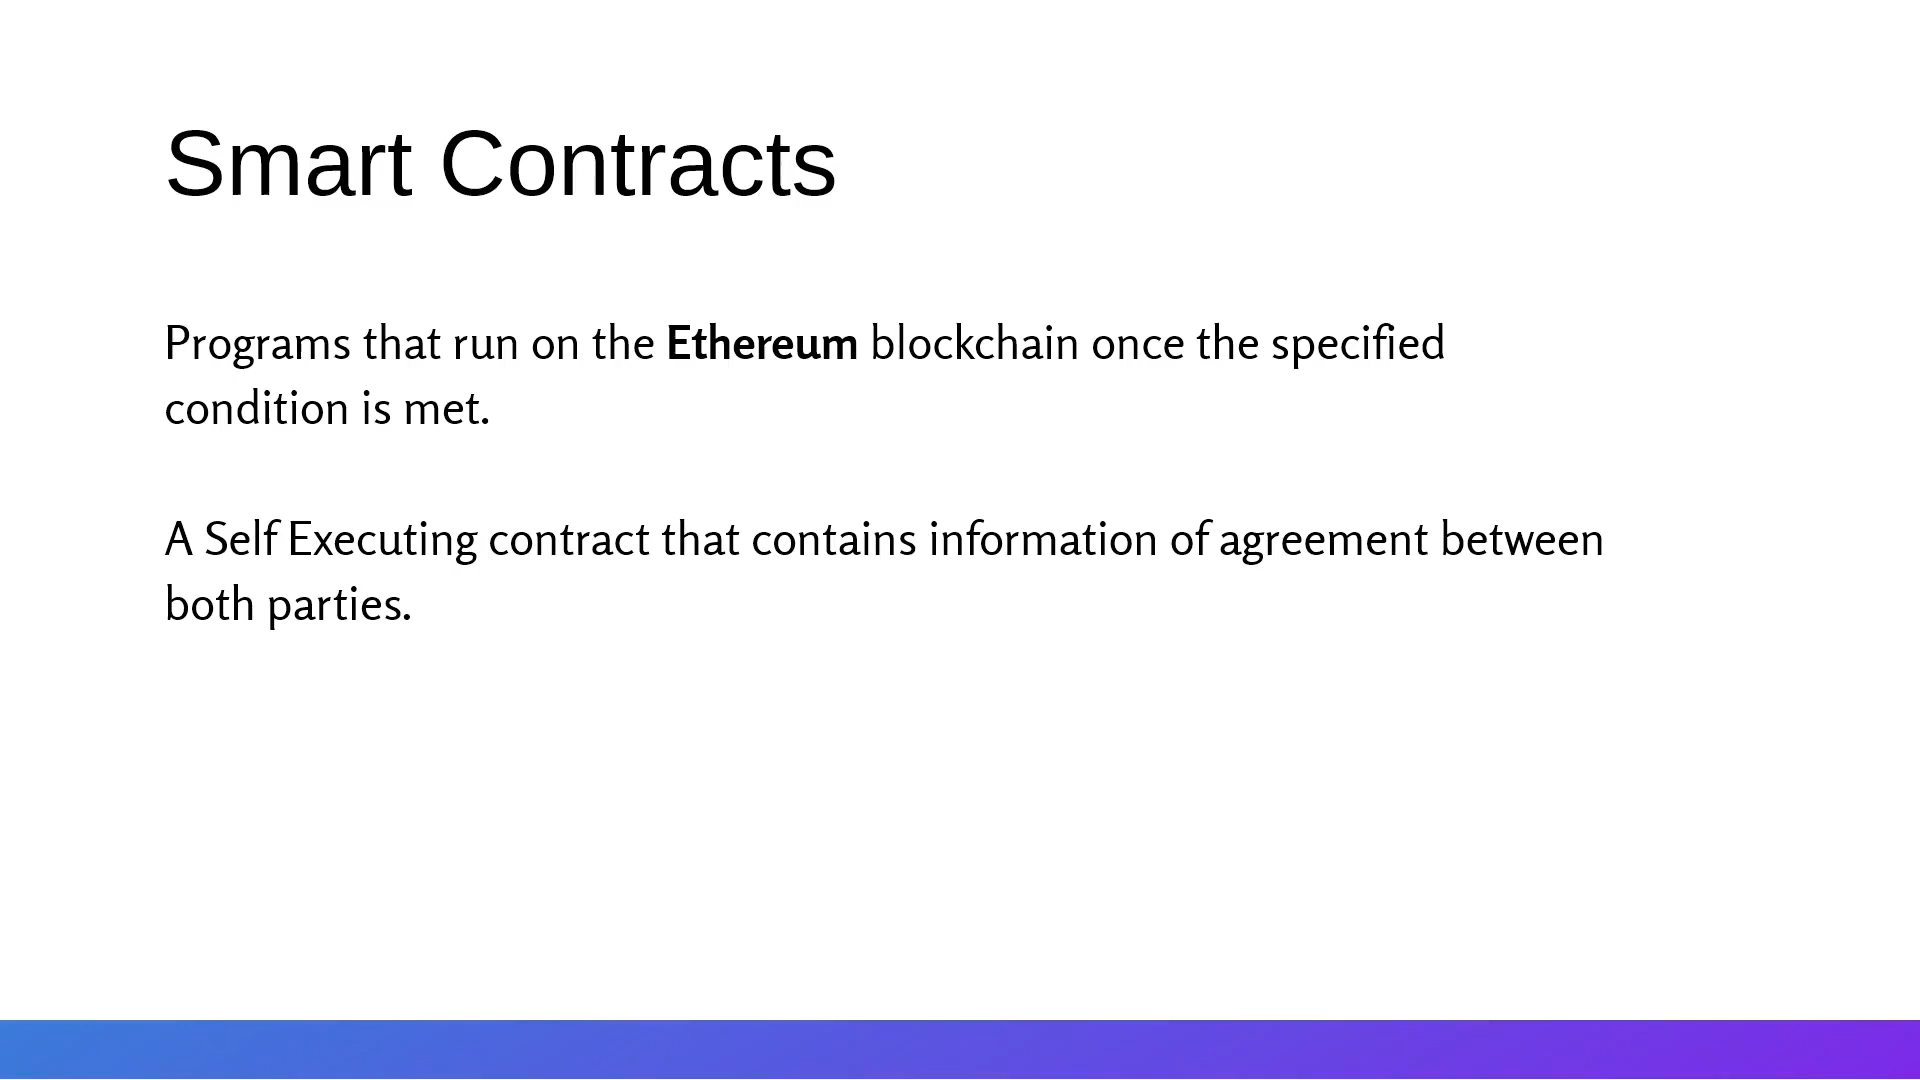 Smart Contracts
Programs that run on the Ethereum blockchain once the specified
condition is met.
A Self Executing contract that contains information of agreement between
both parties.